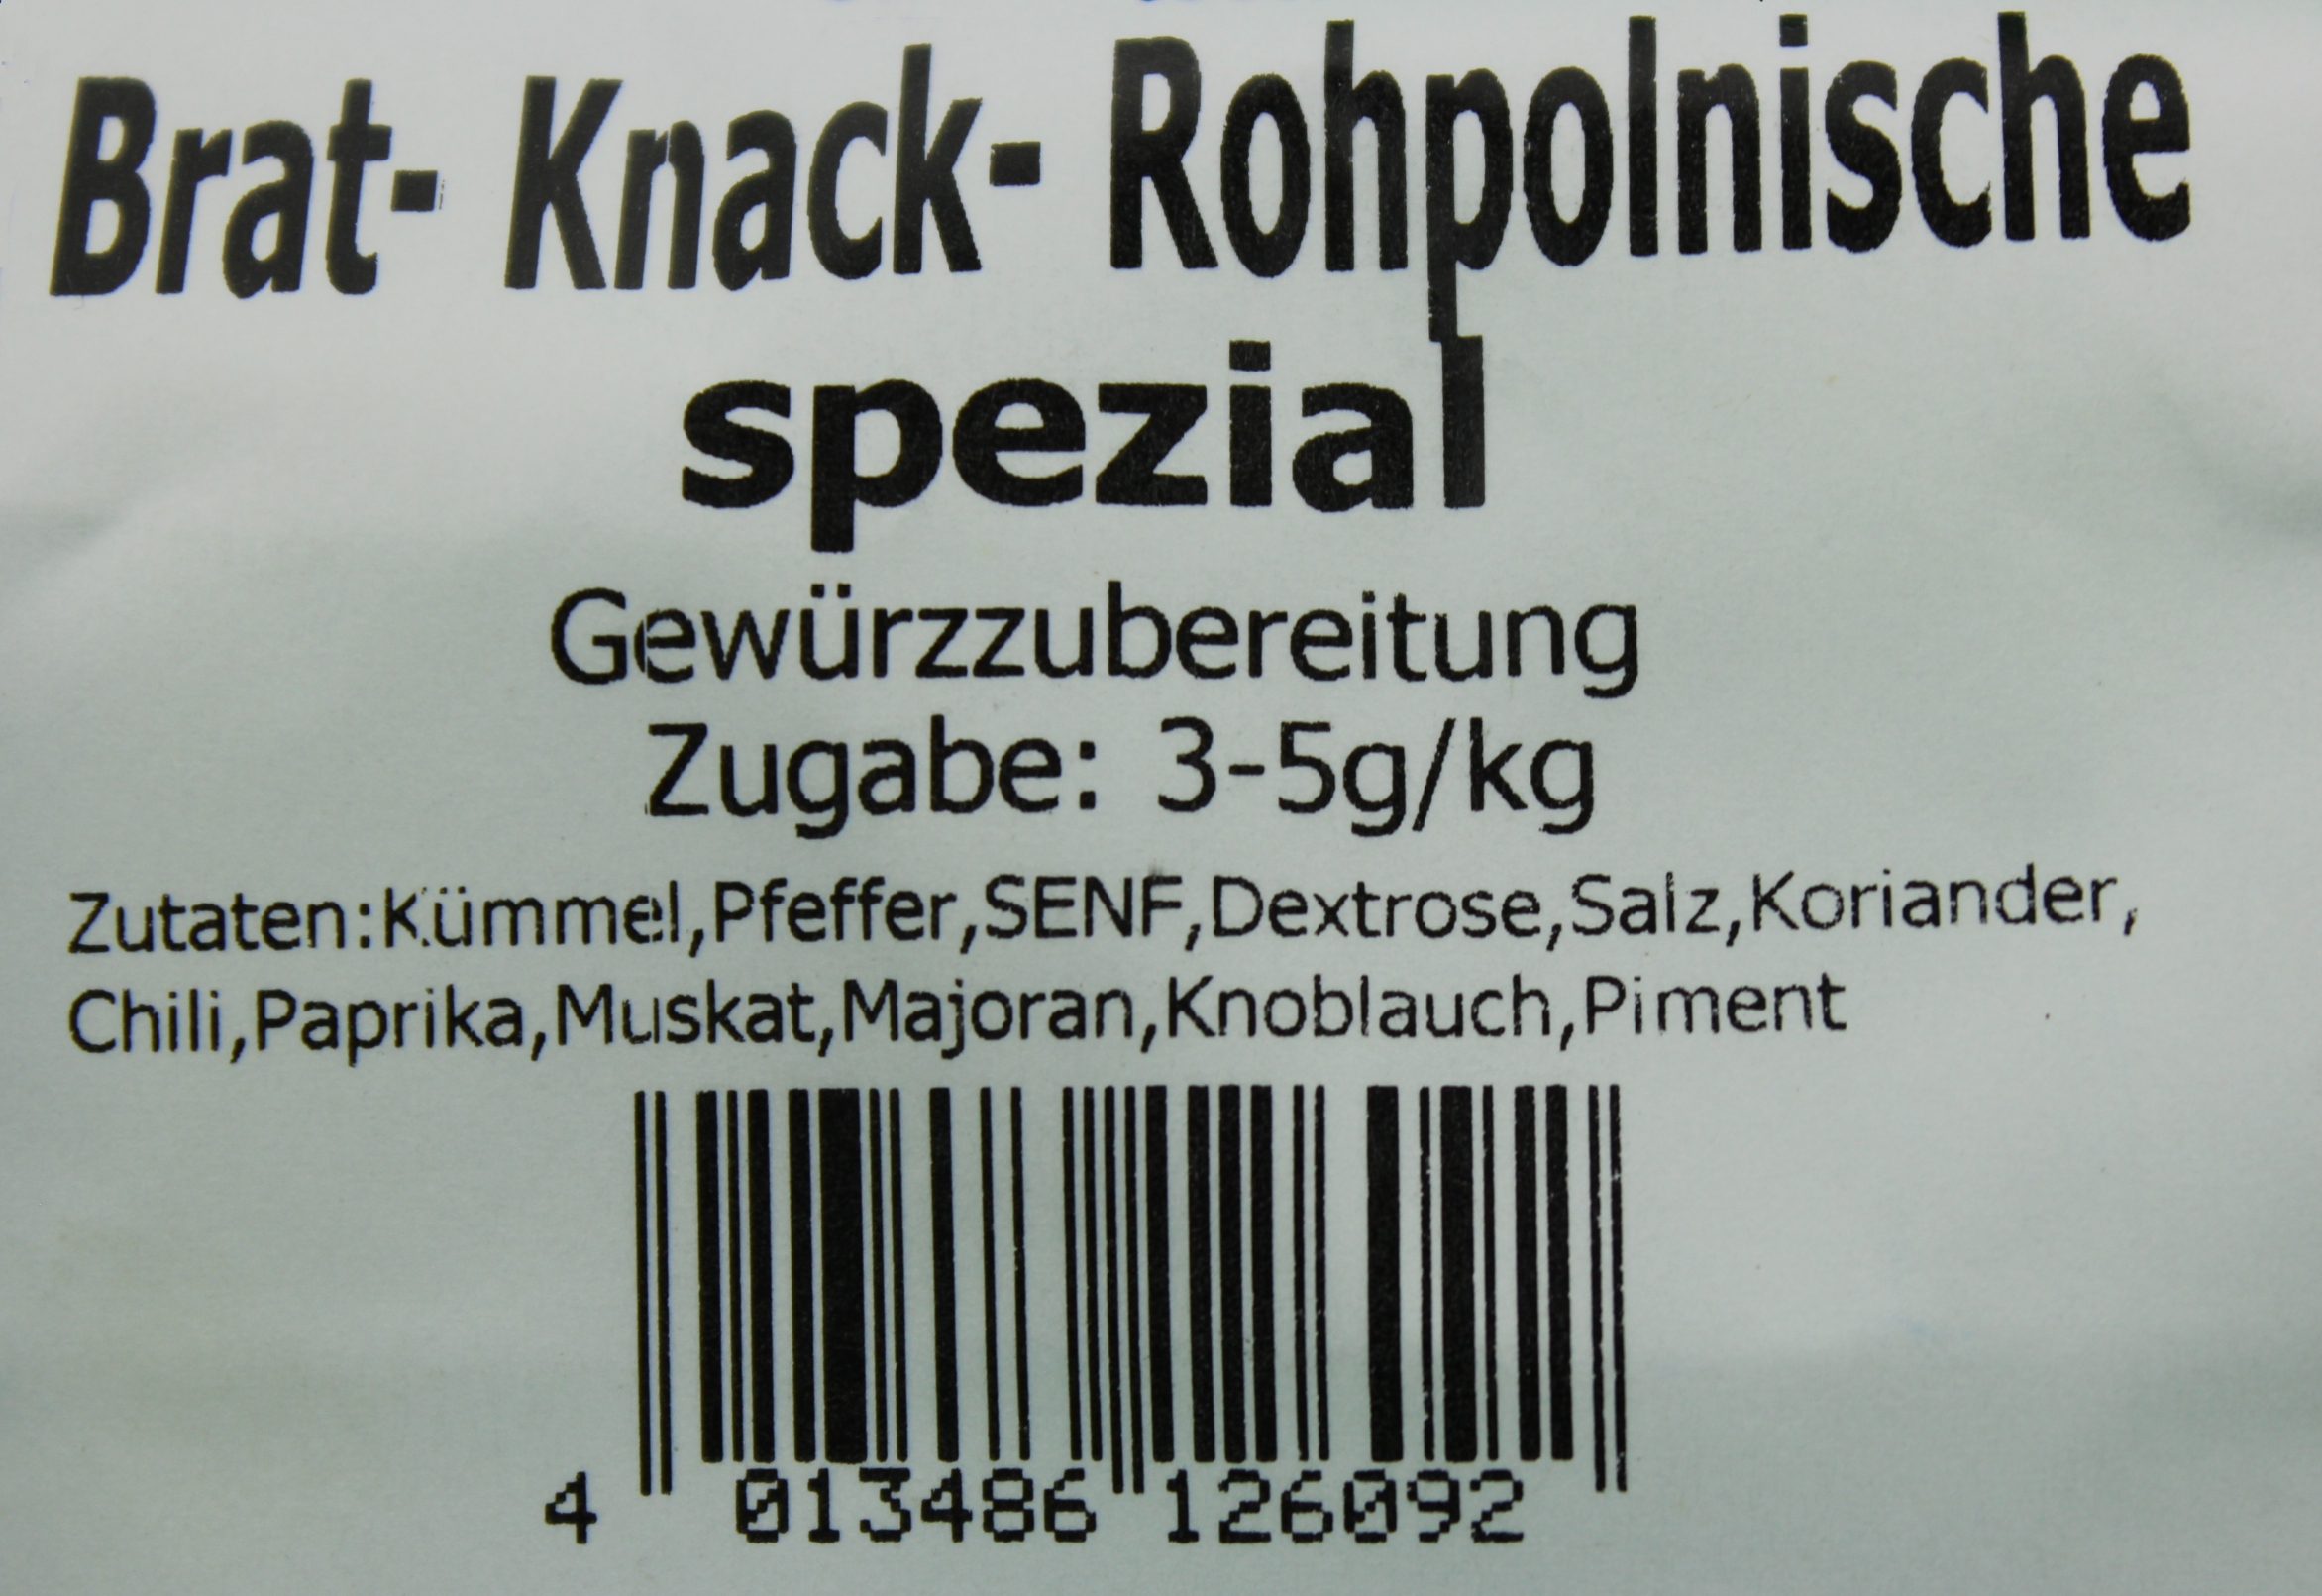 Brat- Knack- Rohpolnische
spezial
Gewürzzubereitung
Zugabe: 3-5g/kg
Zutaten:Kümmel,Pfeffer,SENF,Dextrose,Salz,Koriander,
Chili,Paprika,Muskat,Majoran,Knoblauch,Piment
4 013486 126092